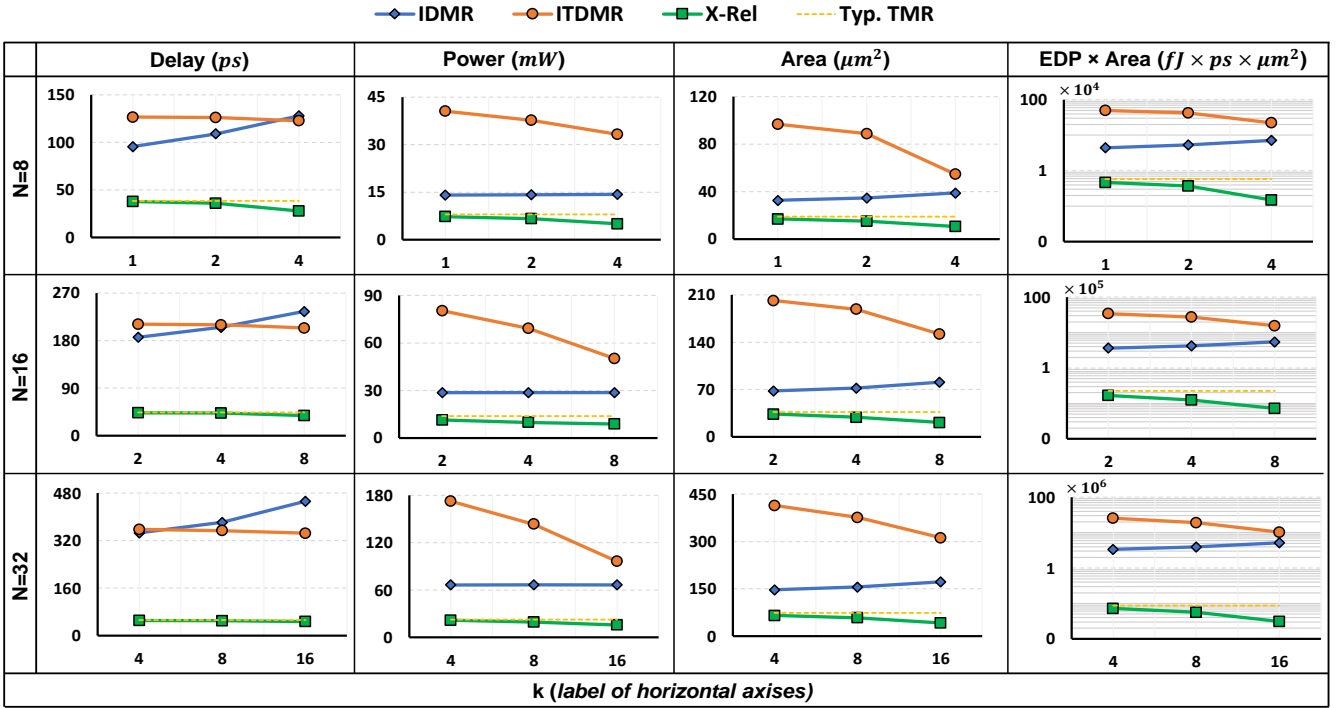 IDMR ITDMR X-Rel Typ. TMR
Delay (ps) Power (mW) Area (μm²) EDP × Area (fJ × ps × μm²)
N=8
150
100
50
0
1 2 4
45
30
15
0
1 2 4
120
80
40
0
1 2 4
× 10⁴
100
1
0
1 2 4
N=16
270
180
90
0
2 4 8
90
60
30
0
2 4 8
210
140
70
0
2 4 8
× 10⁵
100
1
0
2 4 8
N=32
480
320
160
0
4 8 16
180
120
60
0
4 8 16
450
300
150
0
4 8 16
× 10⁶
100
1
0
4 8 16
k (label of horizontal axises)